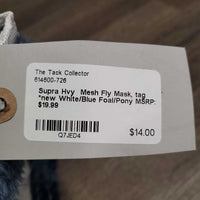 The Tack Collector
614600-726
Supra Hvy Mesh Fly Mask, tag
*new White/Blue Foal/Pony MSRP:
$19.99
$14.00
Q7JED4